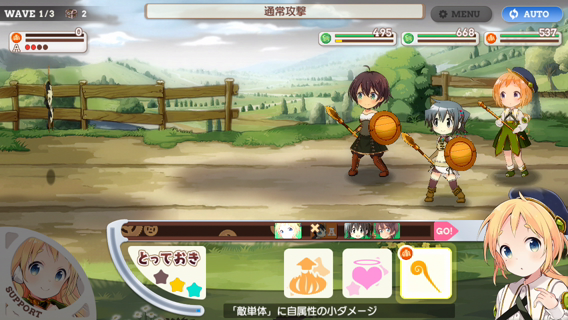 WAVE 1/3
2
通常攻撃
MENU
AUTO
0
A
495
668
537
GO!
とっておき
SUPPORT
「敵単体」に自属性の小ダメージ